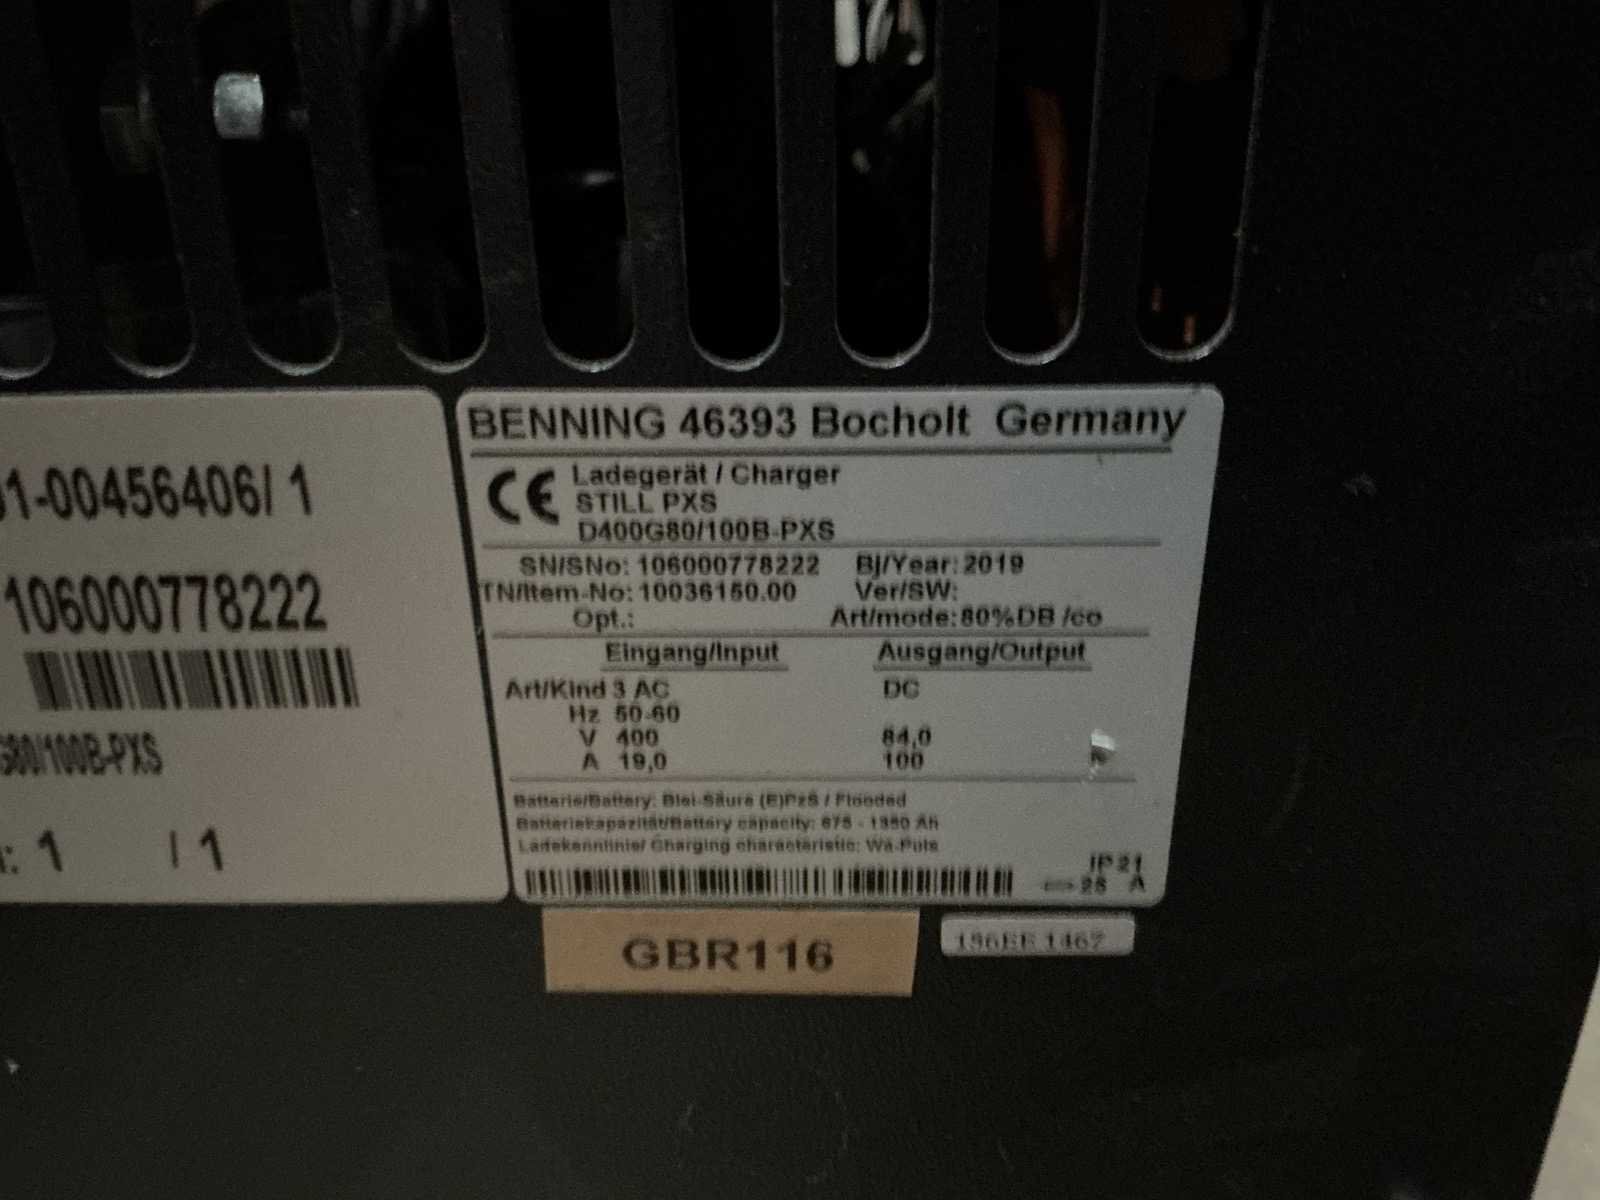 BENNING 46393 Bocholt Germany
CE
Ladegerät / Charger
STILL PXS
D400G80/100B-PXS
SN/SNo: 106000778222 BJ/Year: 2019
TN/Item-No: 10036150.00 Ver/SW:
Opt.: Art/mode: 80%DB /co
Eingang/Input Ausgang/Output
Art/Kind 3 AC DC
Hz 50-60
V 400 84,0
A 19,0 100
Batterie/Battery: Blei-Säure (E)PzS / Flooded
Batteriekapazität/Battery capacity: 675 - 1350 Ah
Ladekennlinie/ Charging characteristic: Wa-Puls
IP 21
25 A
01-00456406/ 1
106000778222
G80/100B-PXS
: 1 / 1
GBR116